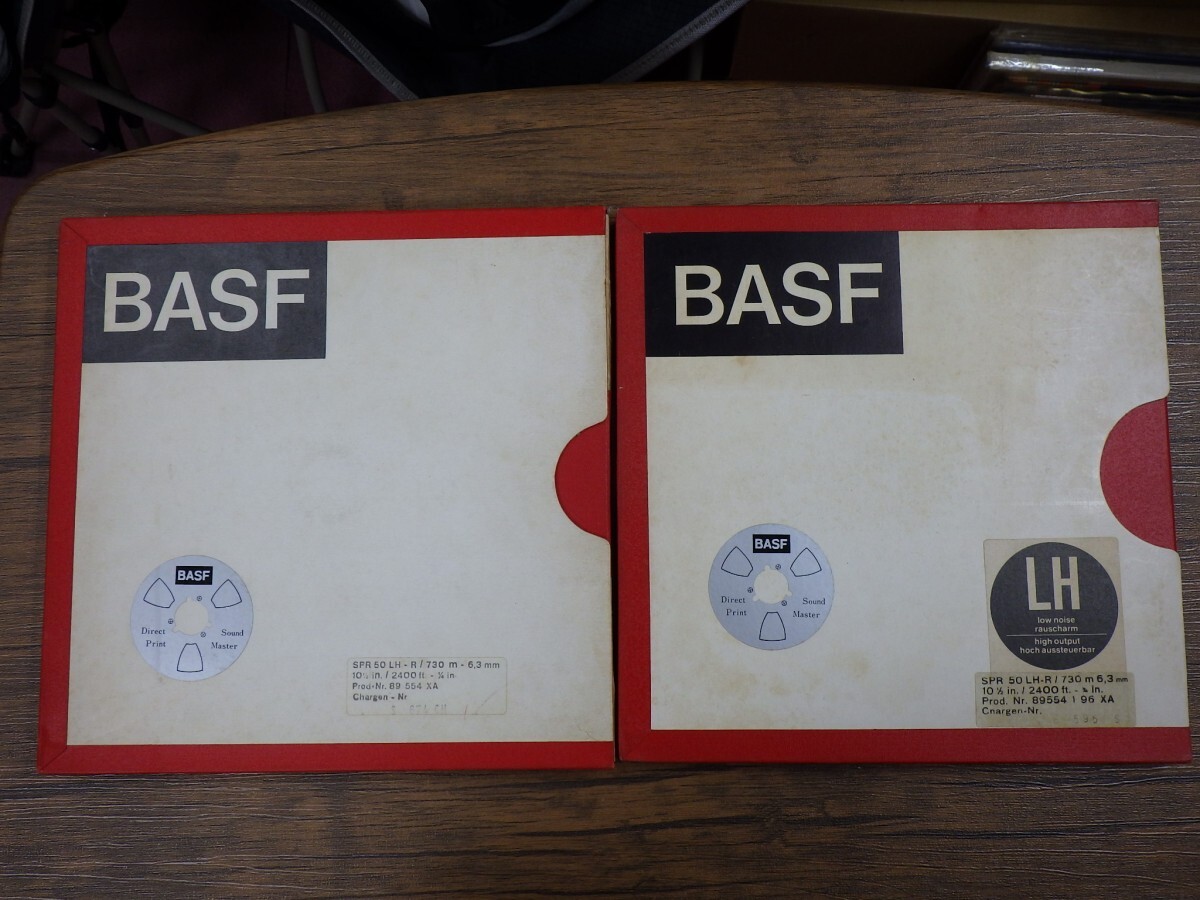 BASF
BASF
Direct Sound
Print Master
SPR 50 LH - R / 730 m - 6,3 mm
10½ in. / 2400 ft. - ¼ in.
Prod-Nr. 89 554 XA
Chargen - Nr
BASF
BASF
Direct Sound
Print Master
LH
low noise
rauscharm
high output
hoch aussteuerbar
SPR 50 LH-R / 730 m 6,3 mm
10 ½ in. / 2400 ft. - ¼ in.
Prod. Nr. 89554 | 96 XA
Chargen-Nr.